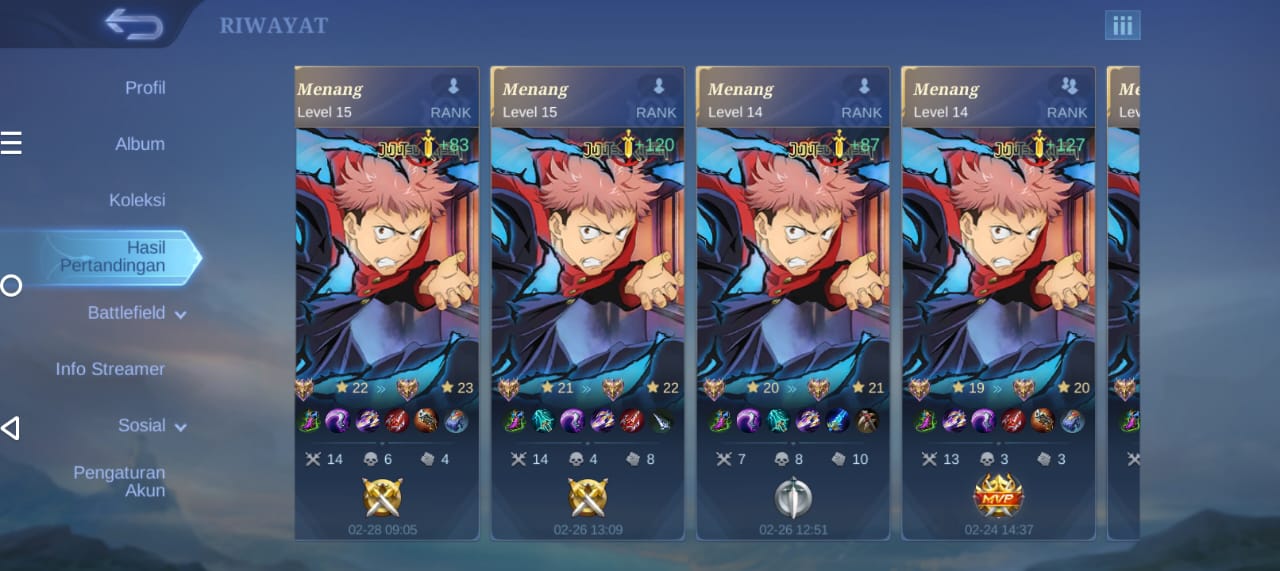 RIWAYAT
Profil
Album
Koleksi
Hasil
Pertandingan
Battlefield
Info Streamer
Sosial
Pengaturan
Akun
Menang
Level 15
RANK
+83
22 » 23
14 6 4
02-28 09:05
Menang
Level 15
RANK
+120
21 » 22
14 4 8
02-26 13:09
Menang
Level 14
RANK
+87
20 » 21
7 8 10
02-26 12:51
Menang
Level 14
RANK
+127
19 » 20
13 3 3
MVP
02-24 14:37